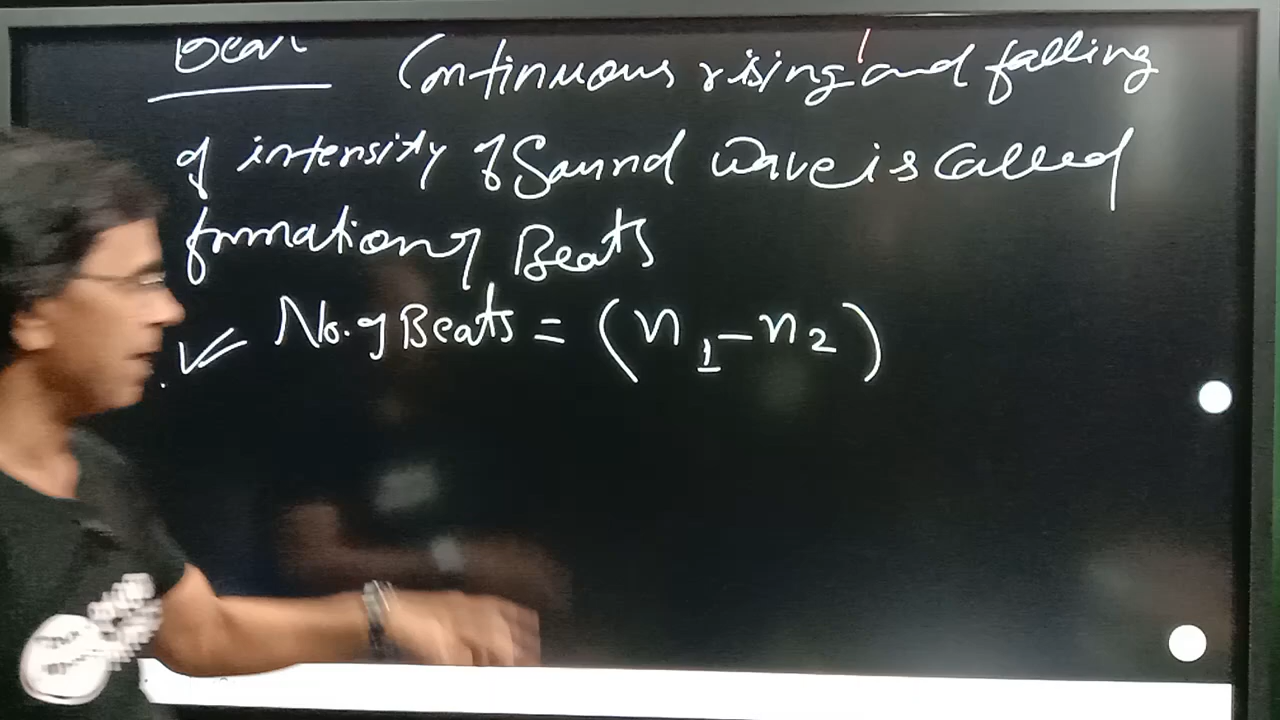 Beat Continuous rising and falling
of intensity of Sound wave is called
formation of Beats
No. of Beats = (n₁-n₂)